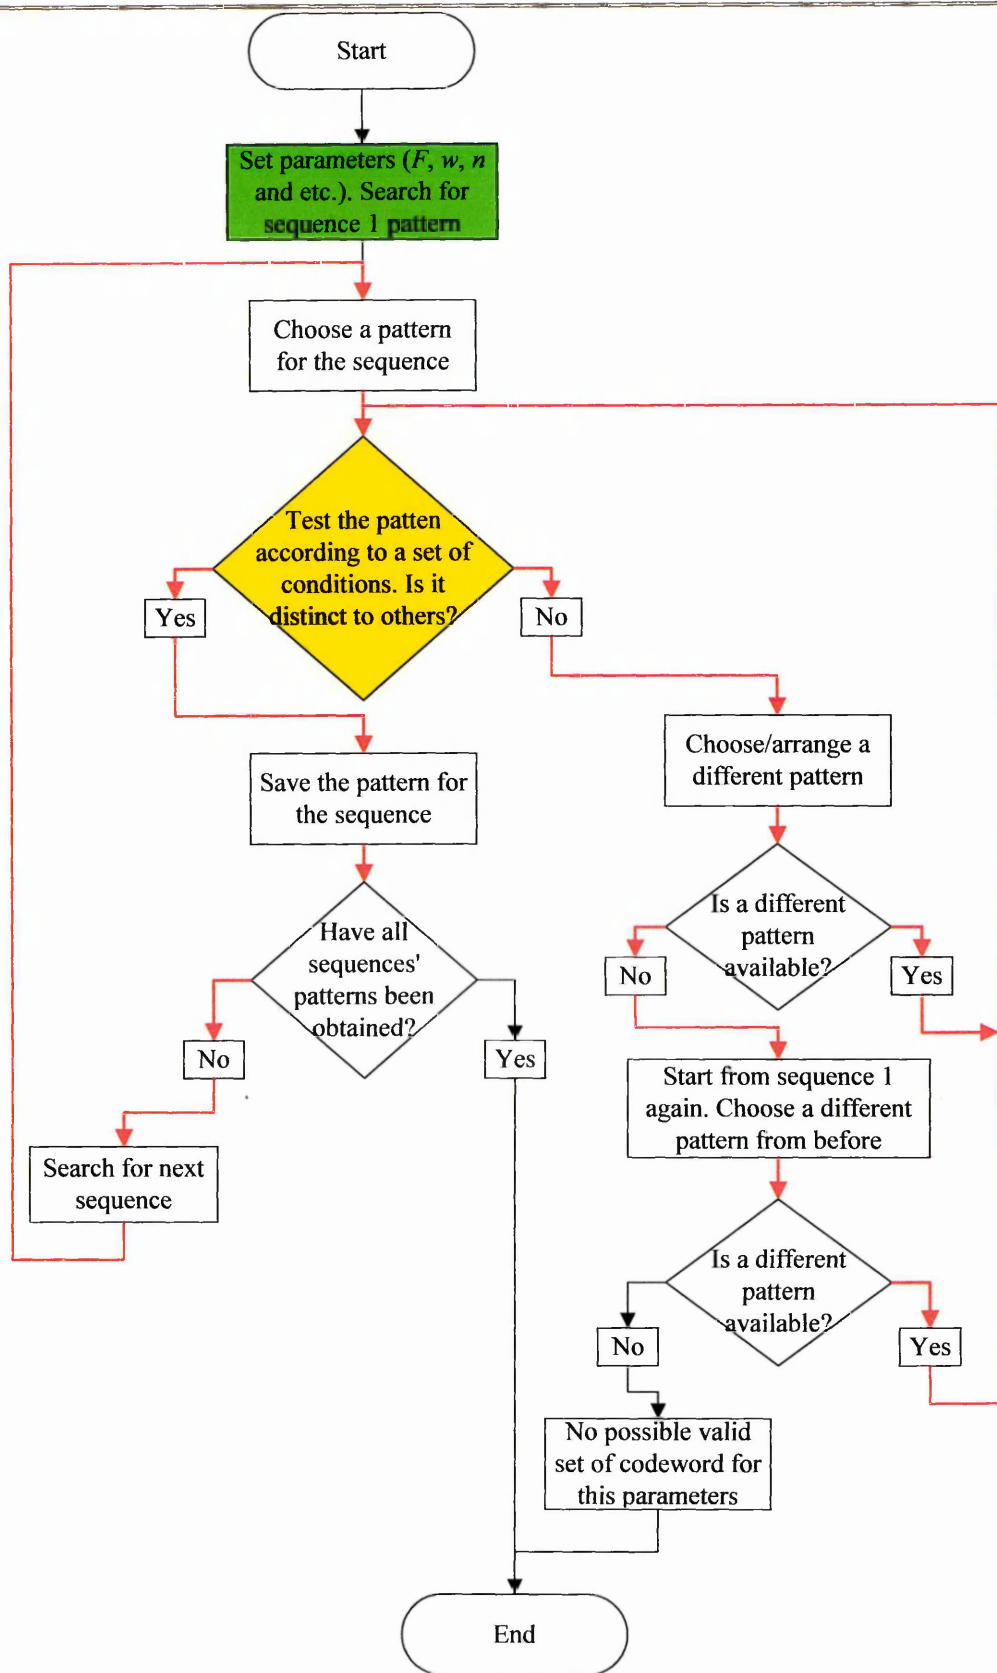 Start
Set parameters (F, w, n
and etc.). Search for
sequence 1 pattern
Choose a pattern
for the sequence
Test the patten
according to a set of
conditions. Is it
distinct to others?
Yes
No
Choose/arrange a
different pattern
Save the pattern for
the sequence
Is a different
pattern
available?
No
Yes
Have all
sequences'
patterns been
obtained?
No
Yes
Start from sequence 1
again. Choose a different
pattern from before
Search for next
sequence
Is a different
pattern
available?
No
Yes
No possible valid
set of codeword for
this parameters
End